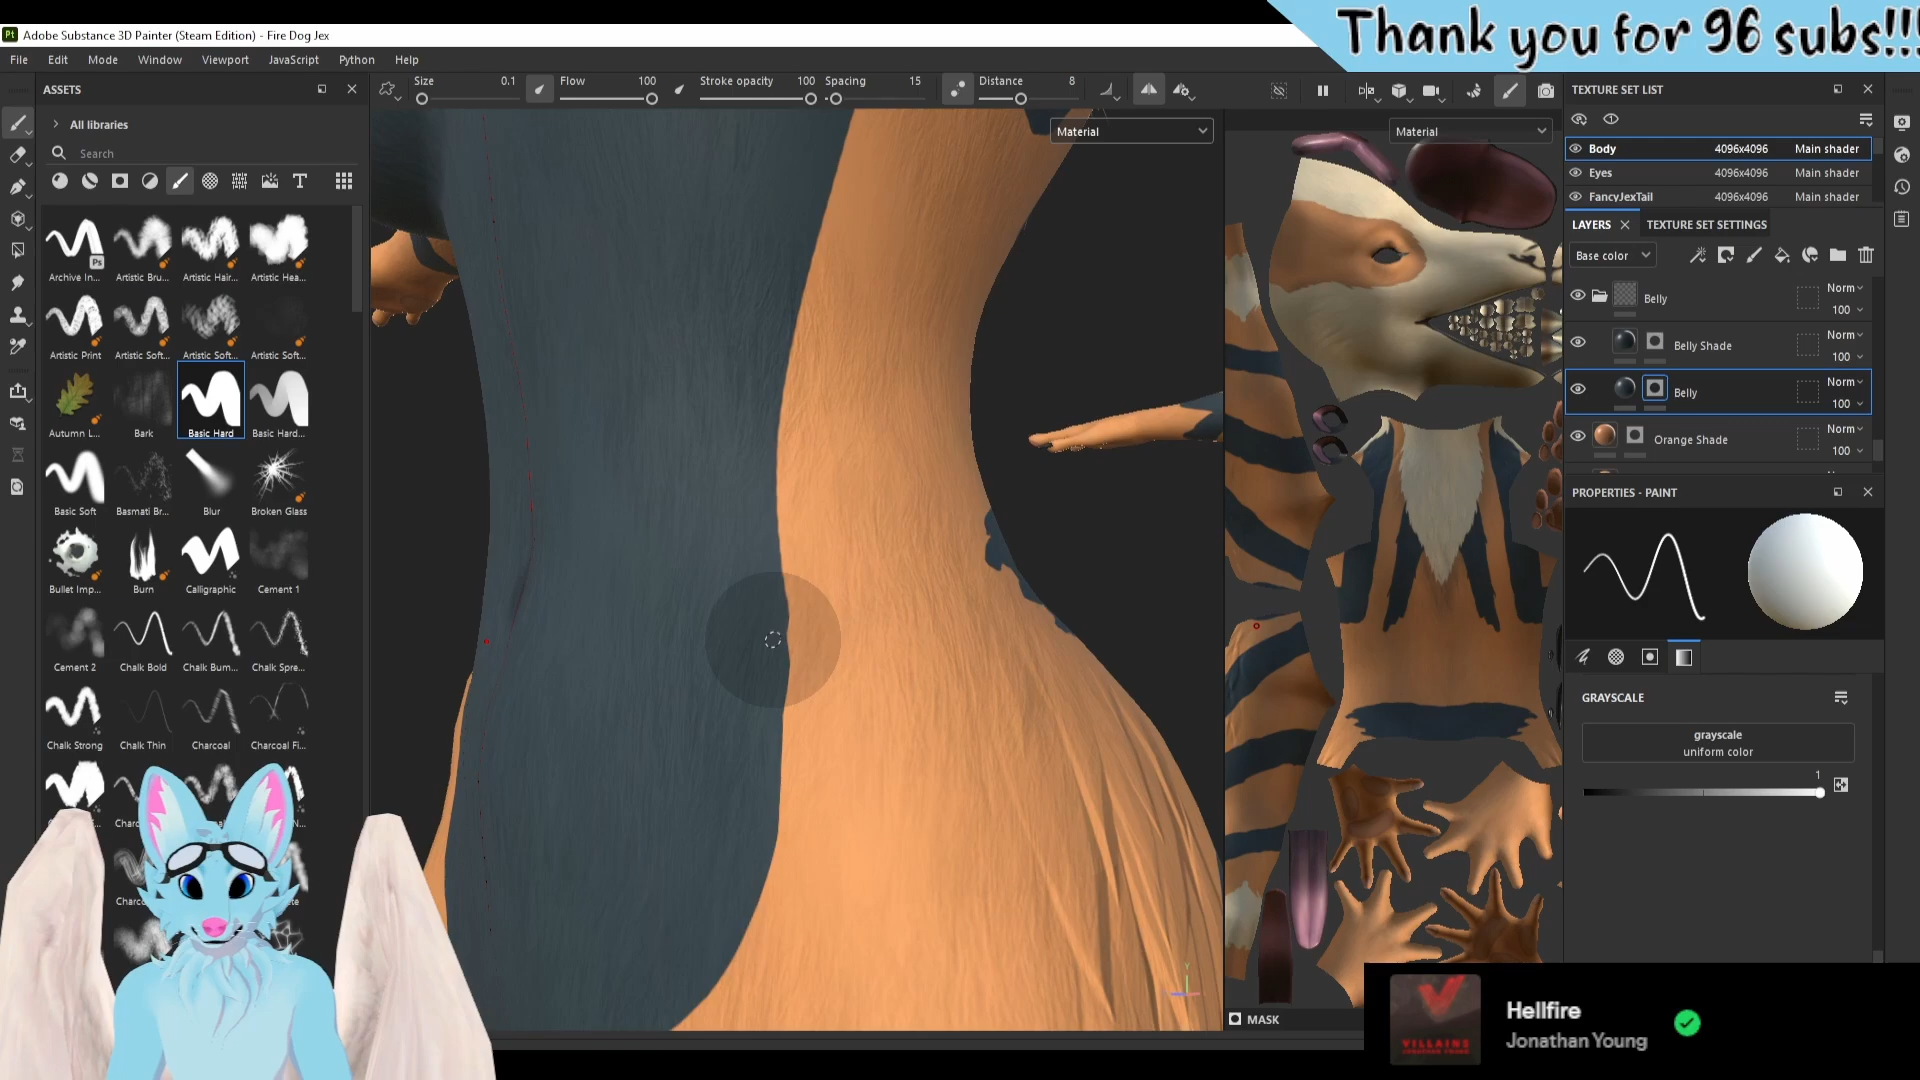 Thank you for 96 subs!!!
Adobe Substance 3D Painter (Steam Edition) - Fire Dog Jex
File Edit Mode Window Viewport JavaScript Python Help
ASSETS
All libraries
Search
Archive In... Artistic Bru... Artistic Hair... Artistic Hea...
Artistic Print Artistic Soft... Artistic Soft... Artistic Soft...
Autumn L... Bark Basic Hard Basic Hard...
Basic Soft Basmati Br... Blur Broken Glass
Bullet Imp... Burn Calligraphic Cement 1
Cement 2 Chalk Bold Chalk Bum... Chalk Spre...
Chalk Strong Chalk Thin Charcoal Charcoal Fi...
Size 0.1 Flow 100 Stroke opacity 100 Spacing 15 Distance 8
Material
Material
MASK
TEXTURE SET LIST
Body 4096x4096 Main shader
Eyes 4096x4096 Main shader
FancyJexTail 4096x4096 Main shader
LAYERS TEXTURE SET SETTINGS
Base color
Belly Norm 100
Belly Shade Norm 100
Belly Norm 100
Orange Shade Norm 100
PROPERTIES - PAINT
GRAYSCALE
grayscale
uniform color
1
VILLAINS
JONATHAN YOUNG
Hellfire
Jonathan Young